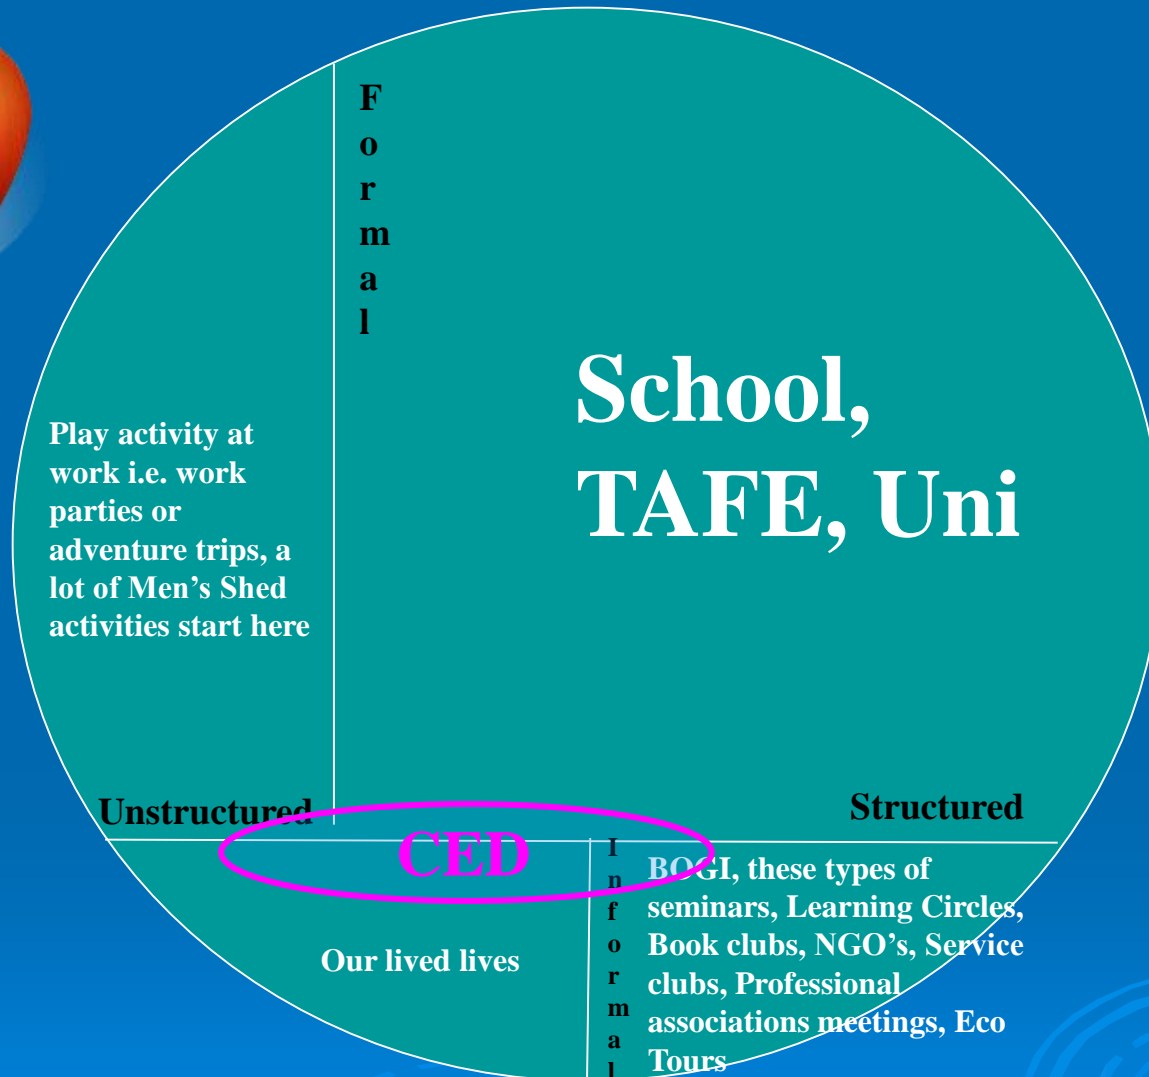 Formal
School,
TAFE, Uni
Play activity at
work i.e. work
parties or
adventure trips, a
lot of Men’s Shed
activities start here
Unstructured
Structured
CED
Informal
BOGI, these types of
seminars, Learning Circles,
Book clubs, NGO’s, Service
clubs, Professional
associations meetings, Eco
Tours
Our lived lives